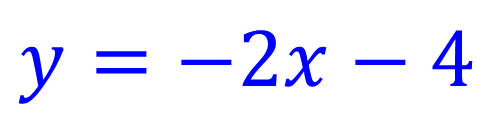 y = −2x − 4